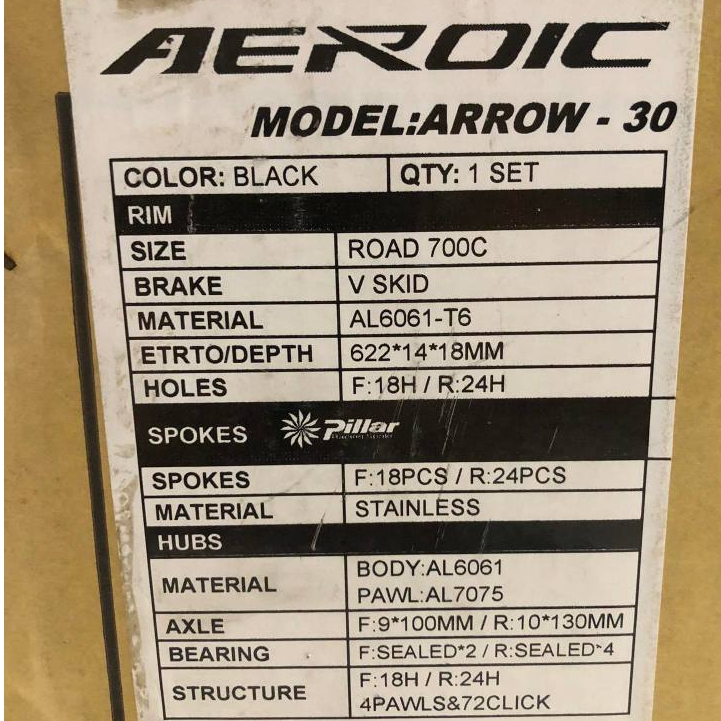 AEROIC
MODEL:ARROW - 30
COLOR: BLACK QTY: 1 SET
RIM
SIZE ROAD 700C
BRAKE V SKID
MATERIAL AL6061-T6
ETRTO/DEPTH 622*14*18MM
HOLES F:18H / R:24H
SPOKES Pillar
Racing Spoke
SPOKES F:18PCS / R:24PCS
MATERIAL STAINLESS
HUBS
MATERIAL BODY:AL6061
PAWL:AL7075
AXLE F:9*100MM / R:10*130MM
BEARING F:SEALED*2 / R:SEALED*4
STRUCTURE F:18H / R:24H
4PAWLS&72CLICK